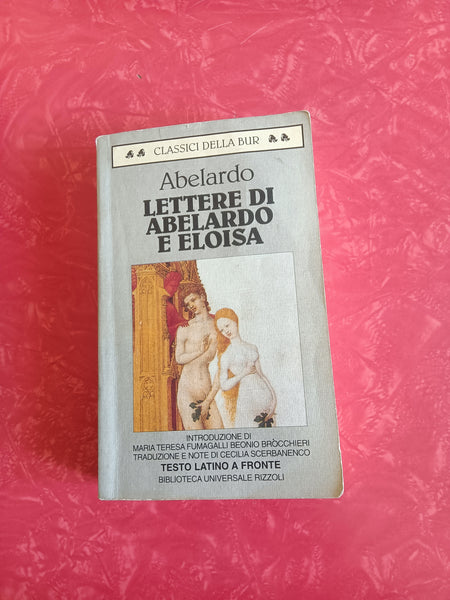 CLASSICI DELLA BUR
Abelardo
LETTERE DI
ABELARDO
E ELOISA
INTRODUZIONE DI
MARIA TERESA FUMAGALLI BEONIO BRÒCCHIERI
TRADUZIONE E NOTE DI CECILIA SCERBANENCO
TESTO LATINO A FRONTE
BIBLIOTECA UNIVERSALE RIZZOLI